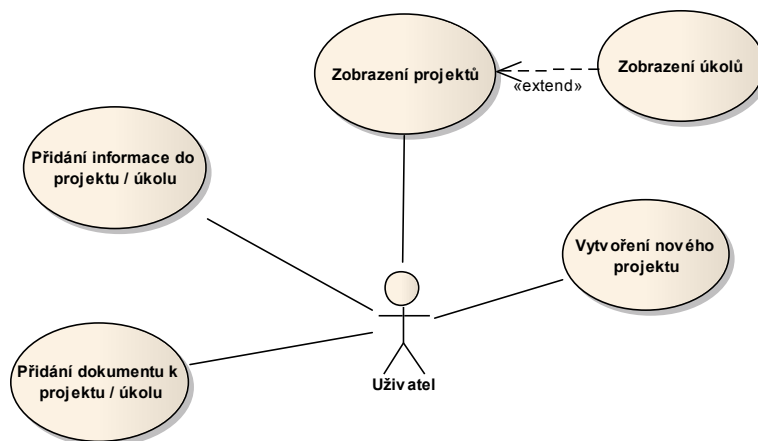 Zobrazení projektů
Zobrazení úkolů
«extend»
Přidání informace do
projektu / úkolu
Vytvoření nového
projektu
Přidání dokumentu k
projektu / úkolu
Uživatel